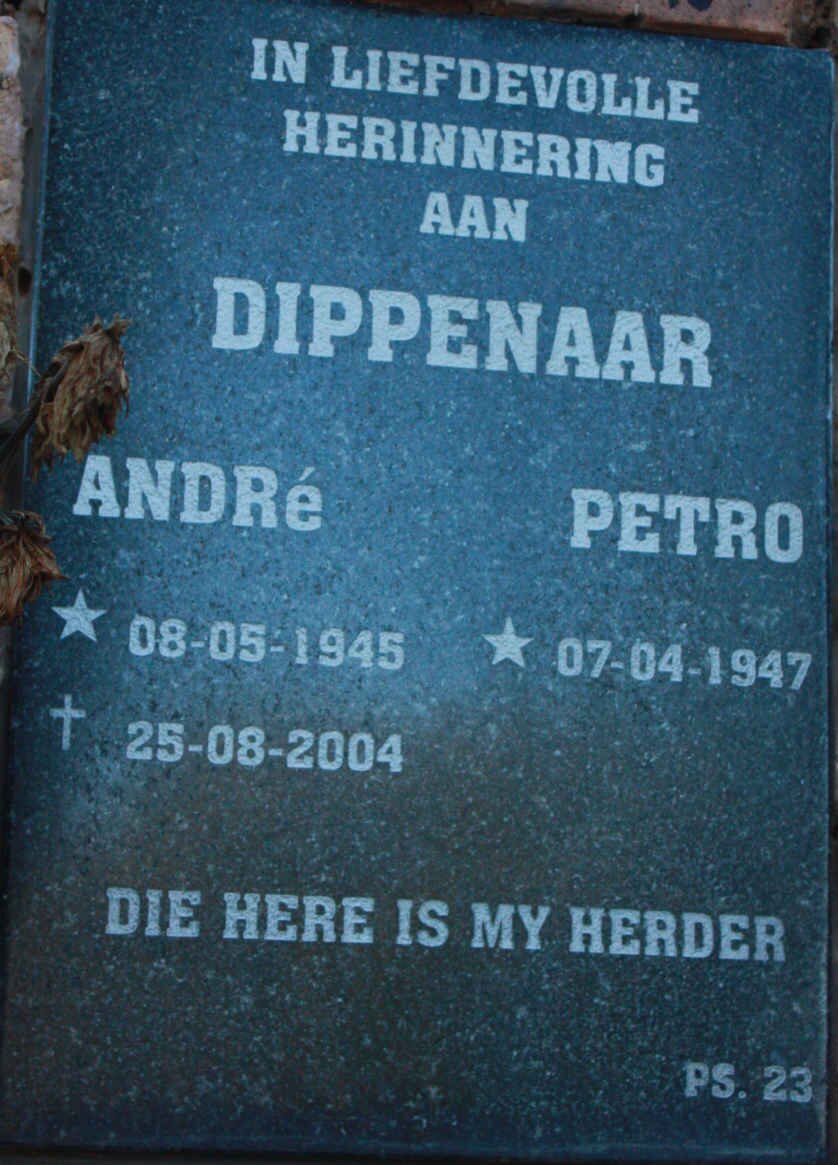 IN LIEFDEVOLLE
HERINNERING
AAN
DIPPENAAR
ANDRé PETRO
08-05-1945 07-04-1947
25-08-2004
DIE HERE IS MY HERDER
PS. 23